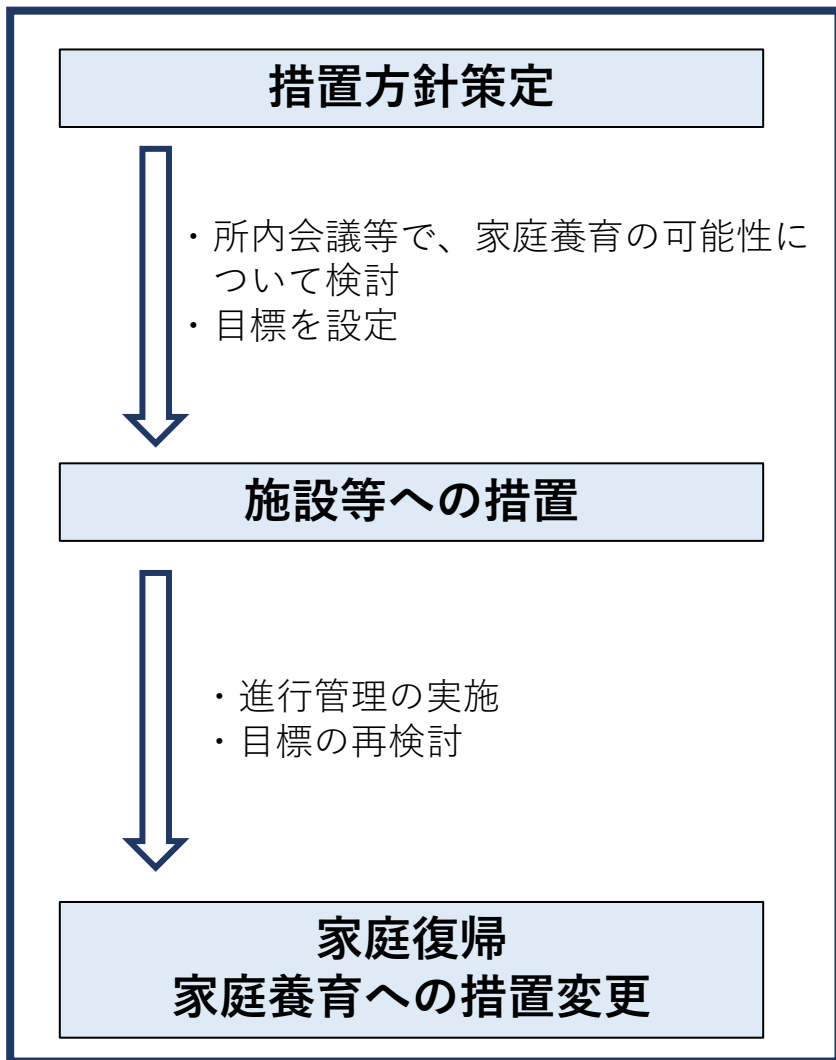 措置方針策定
・所内会議等で、家庭養育の可能性に
ついて検討
・目標を設定
施設等への措置
・進行管理の実施
・目標の再検討
家庭復帰
家庭養育への措置変更